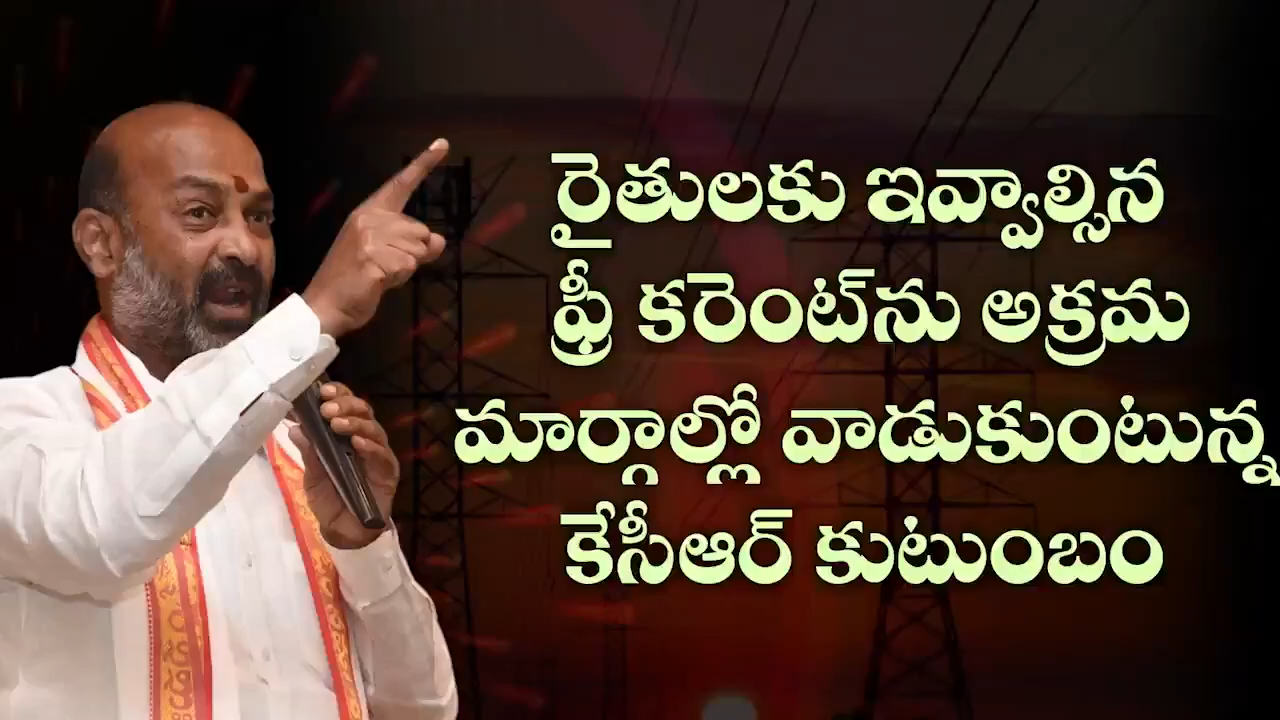 రైతులకు ఇవ్వాల్సిన
ఫ్రీ కరెంట్‌ను అక్రమ
మార్గాల్లో వాడుకుంటున్న
కేసీఆర్ కుటుంబం